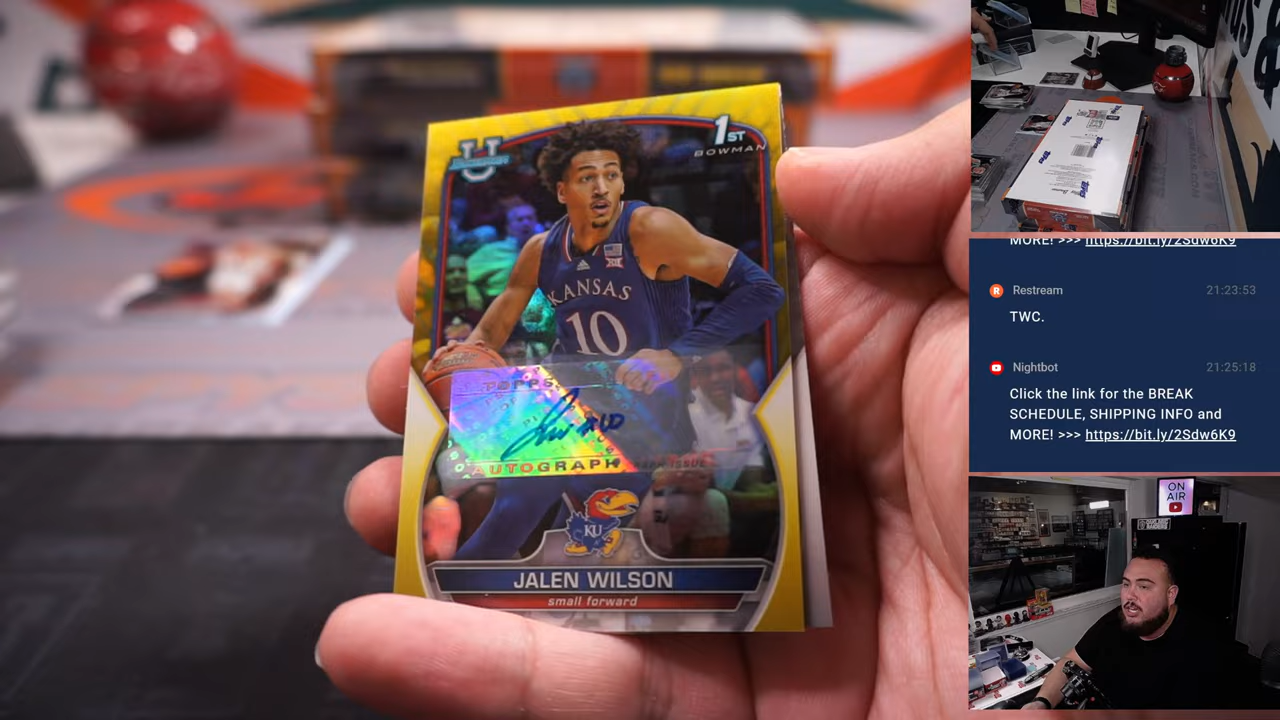 1ST
BOWMAN
U
KANSAS
10
TOPPS
AUTOGRAPH
ISSUE
KU
JALEN WILSON
small forward
MORE! >>> https://bit.ly/2Sdw6K9
Restream
21:23:53
TWC.
Nightbot
21:25:18
Click the link for the BREAK
SCHEDULE, SHIPPING INFO and
MORE! >>> https://bit.ly/2Sdw6K9
ON
AIR